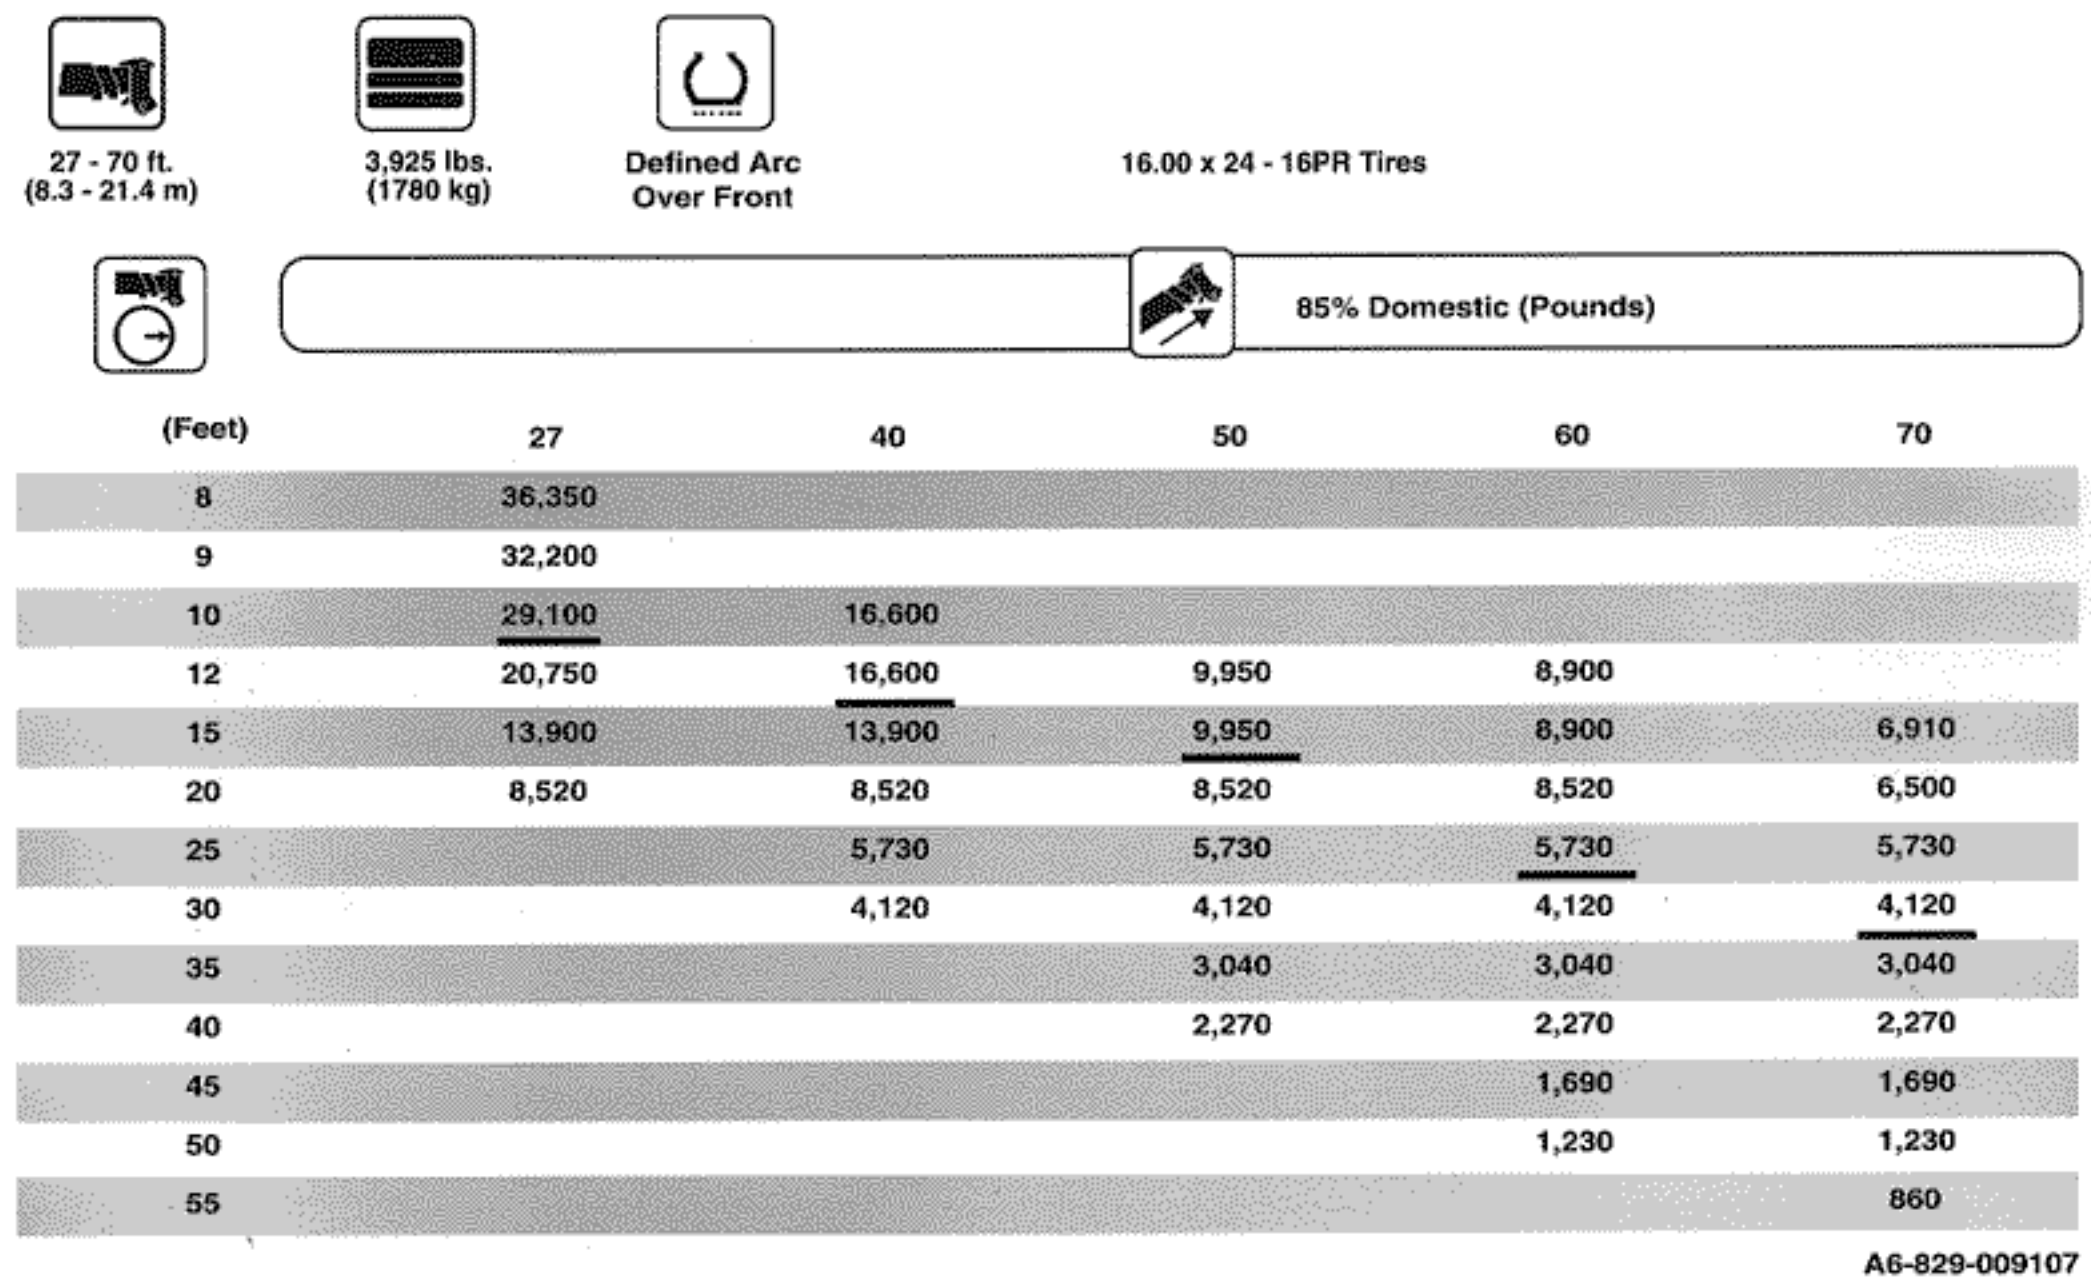 27 - 70 ft. 3,925 lbs. Defined Arc 16.00 x 24 - 16PR Tires
(8.3 - 21.4 m) (1780 kg) Over Front
85% Domestic (Pounds)
(Feet) 27 40 50 60 70
8 36,350
9 32,200
10 29,100 16,600
12 20,750 16,600 9,950 8,900
15 13,900 13,900 9,950 8,900 6,910
20 8,520 8,520 8,520 8,520 6,500
25 5,730 5,730 5,730 5,730
30 4,120 4,120 4,120 4,120
35 3,040 3,040 3,040
40 2,270 2,270 2,270
45 1,690 1,690
50 1,230 1,230
55 860
A6-829-009107